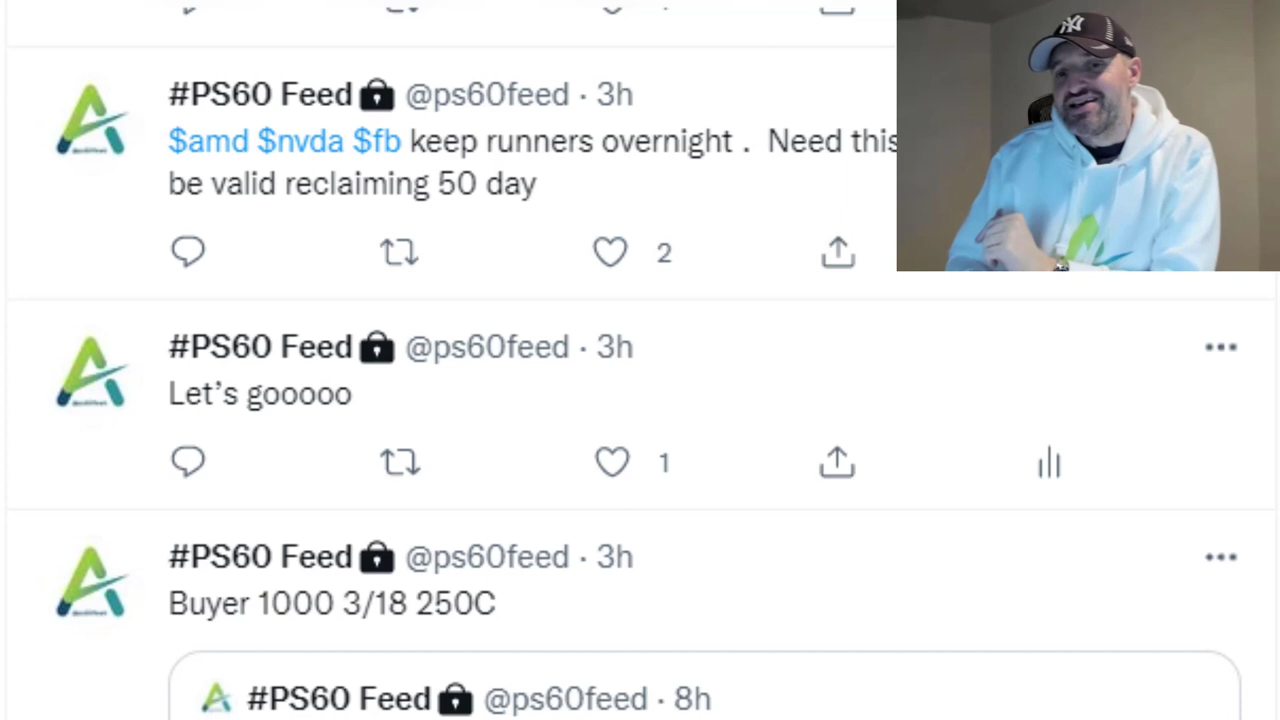 #PS60 Feed @ps60feed · 3h
$amd $nvda $fb keep runners overnight . Need this
be valid reclaiming 50 day
2
#PS60 Feed @ps60feed · 3h
Let’s gooooo
1
#PS60 Feed @ps60feed · 3h
Buyer 1000 3/18 250C
#PS60 Feed @ps60feed · 8h